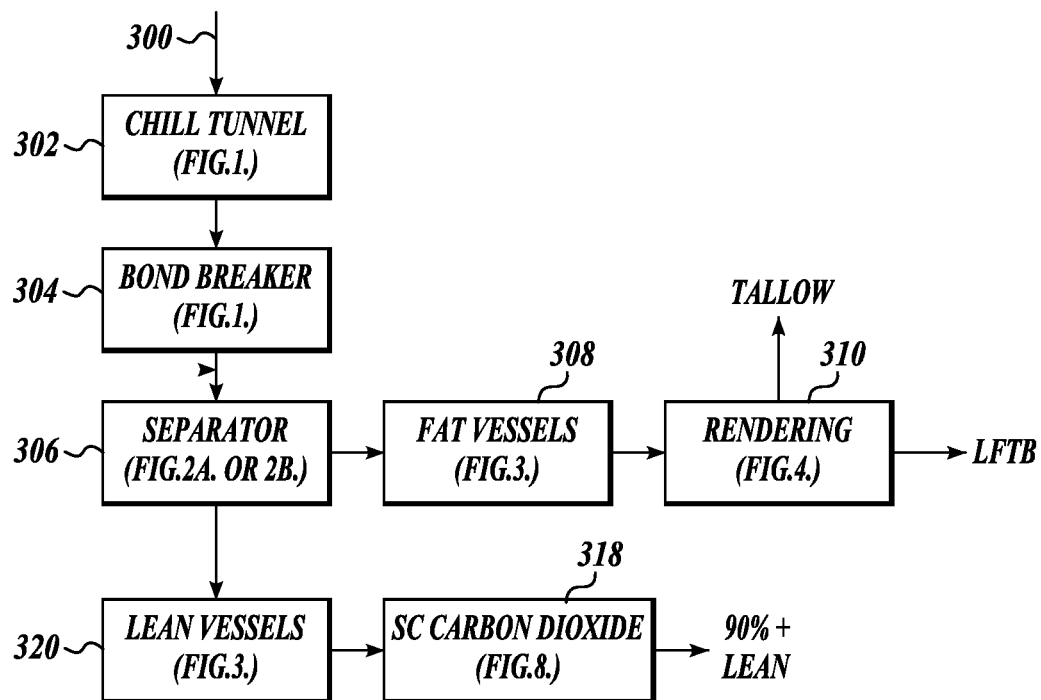 300
302
CHILL TUNNEL
(FIG.1.)
304
BOND BREAKER
(FIG.1.)
TALLOW
308
310
306
SEPARATOR
(FIG.2A. OR 2B.)
FAT VESSELS
(FIG.3.)
RENDERING
(FIG.4.)
LFTB
318
320
LEAN VESSELS
(FIG.3.)
SC CARBON DIOXIDE
(FIG.8.)
90% +
LEAN